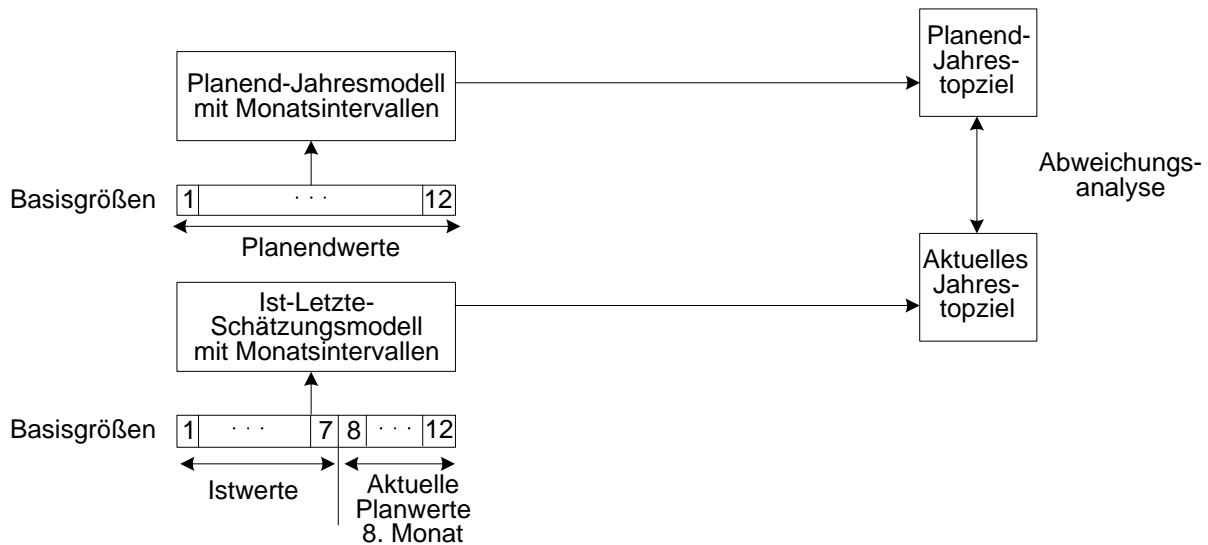 Planend-Jahresmodell
mit Monatsintervallen
Planend-
Jahres-
topziel
Basisgrößen
1 · · · 12
Planendwerte
Abweichungs-
analyse
Ist-Letzte-
Schätzungsmodell
mit Monatsintervallen
Aktuelles
Jahres-
topziel
Basisgrößen
1 · · · 7 8 · · · 12
Istwerte
Aktuelle
Planwerte
8. Monat